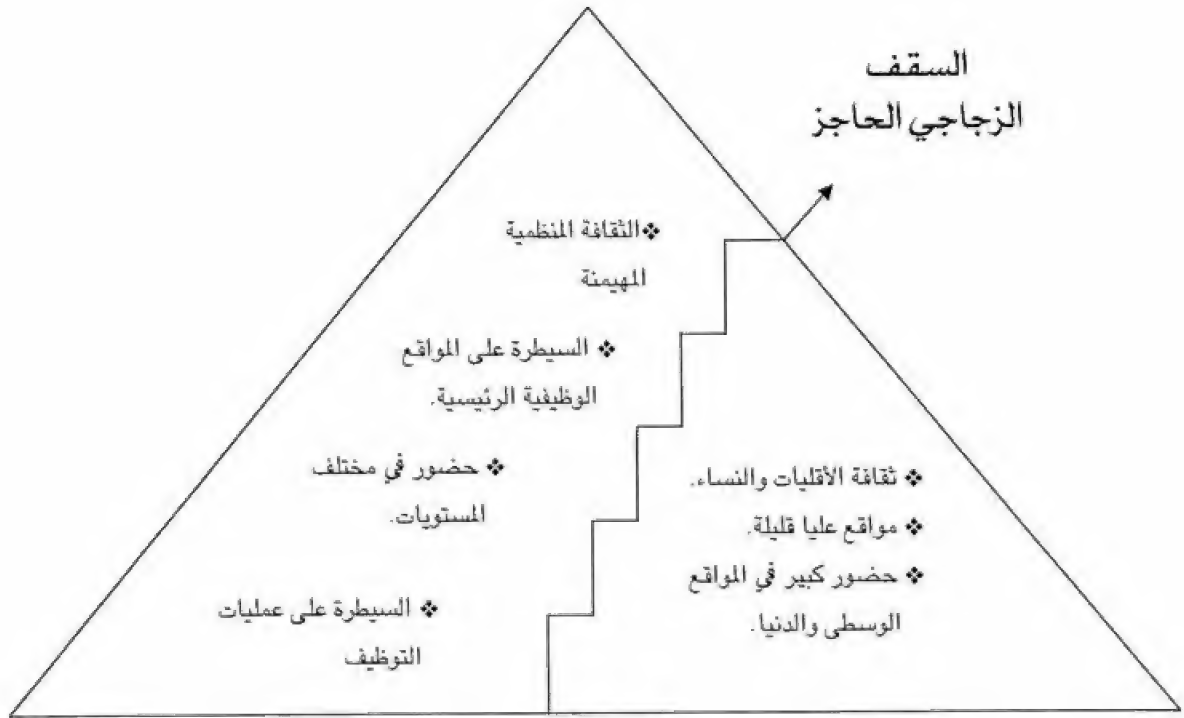 السقف
الزجاجي الحاجز
❖الثقافة المنظمية
المهيمنة
❖ السيطرة على المواقع
الوظيفية الرئيسية.
❖ حضور في مختلف
المستويات.
❖ السيطرة على عمليات
التوظيف
❖ ثقافة الأقليات والنساء.
❖ مواقع عليا قليلة.
❖ حضور كبير في المواقع
الوسطى والدنيا.